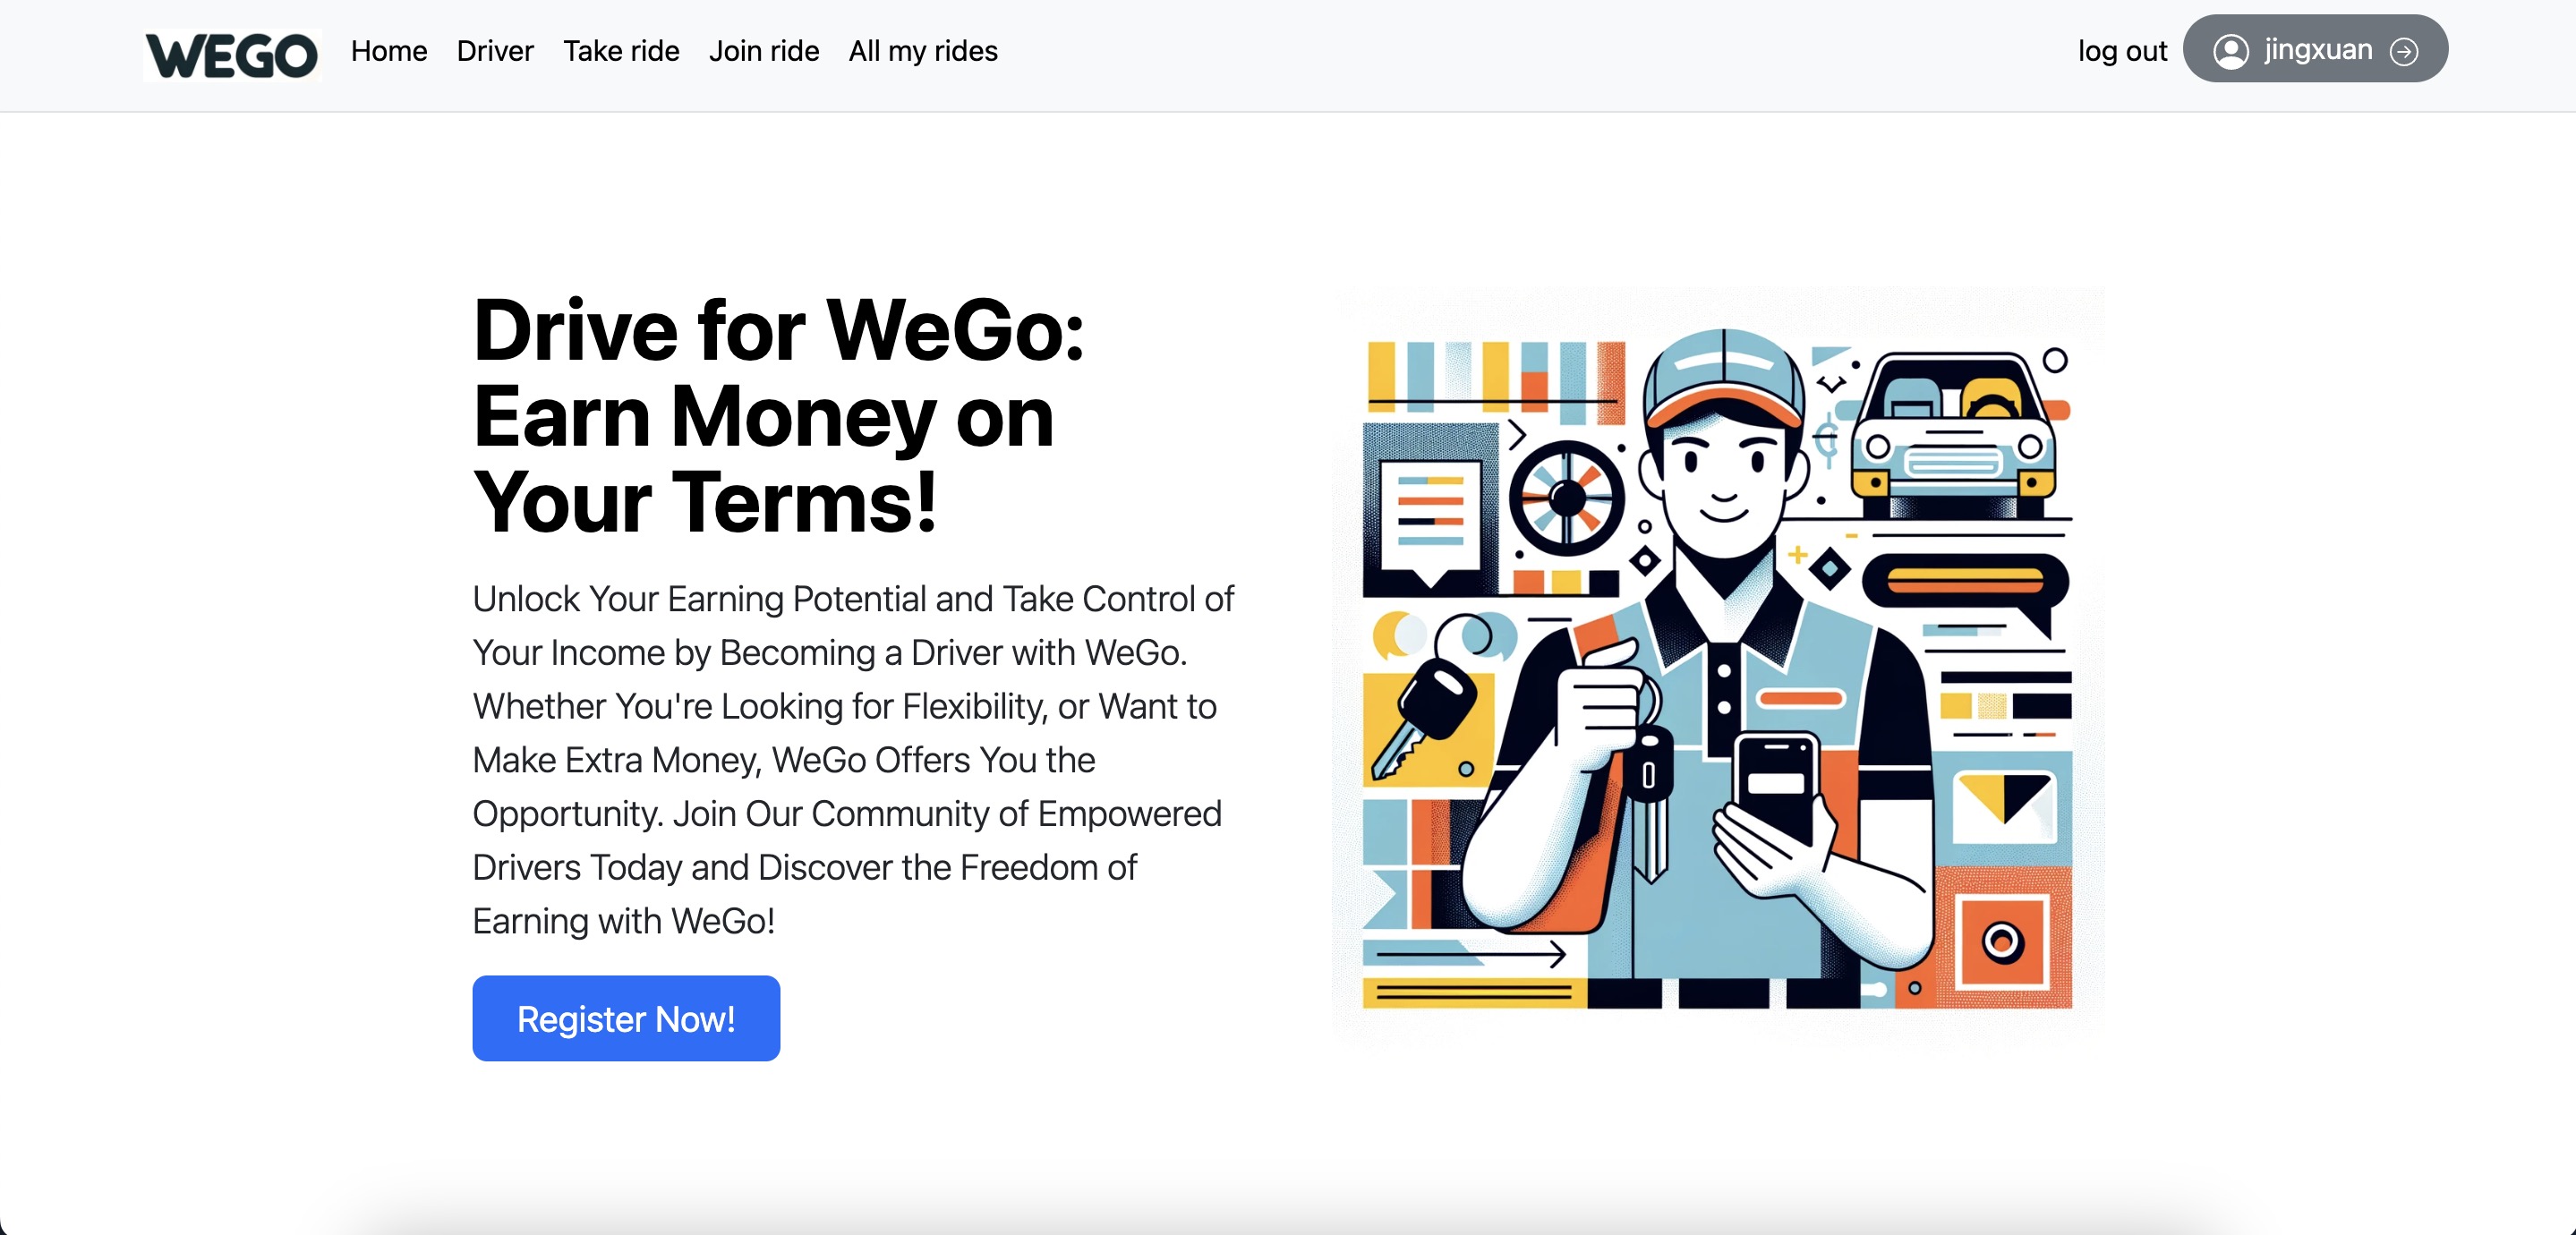 WEGO Home Driver Take ride Join ride All my rides log out jingxuan
Drive for WeGo:
Earn Money on
Your Terms!
Unlock Your Earning Potential and Take Control of
Your Income by Becoming a Driver with WeGo.
Whether You're Looking for Flexibility, or Want to
Make Extra Money, WeGo Offers You the
Opportunity. Join Our Community of Empowered
Drivers Today and Discover the Freedom of
Earning with WeGo!
Register Now!